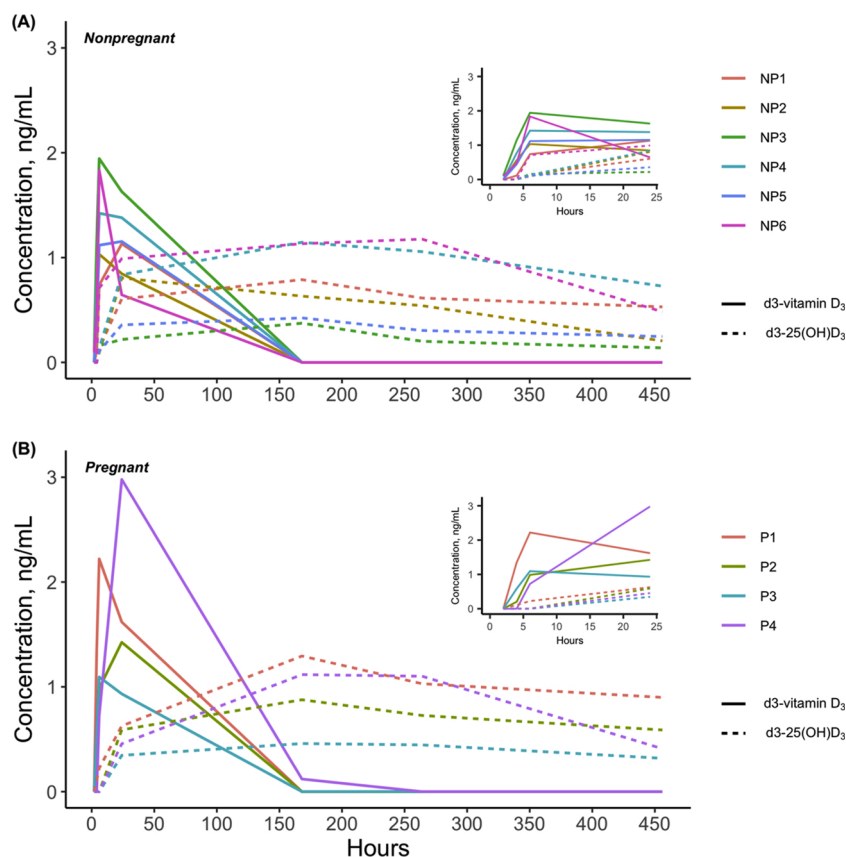 (A)
Nonpregnant
Concentration, ng/mL
3
2
1
0
0 50 100 150 200 250 300 350 400 450
Concentration, ng/mL
3
2
1
0
0 5 10 15 20 25
Hours
NP1
NP2
NP3
NP4
NP5
NP6
d3-vitamin D₃
d3-25(OH)D₃
(B)
Pregnant
Concentration, ng/mL
3
2
1
0
0 50 100 150 200 250 300 350 400 450
Hours
Concentration, ng/mL
3
2
1
0
0 5 10 15 20 25
Hours
P1
P2
P3
P4
d3-vitamin D₃
d3-25(OH)D₃